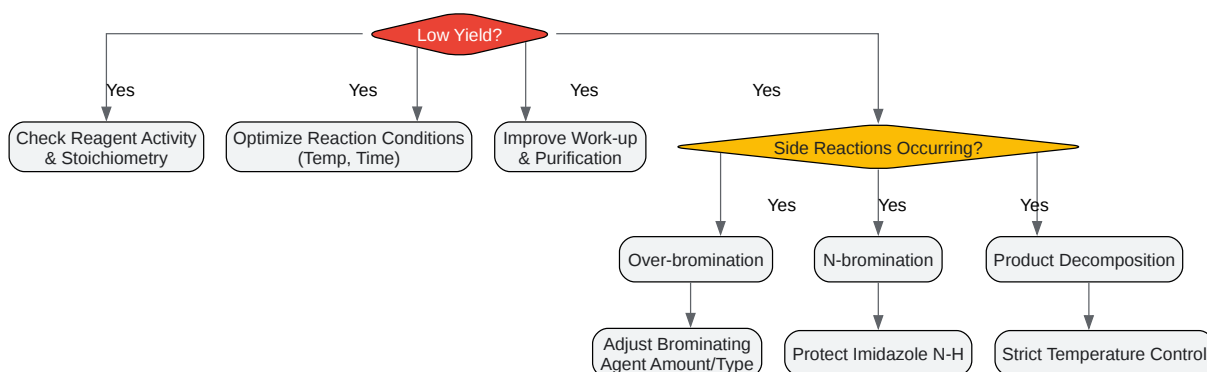 Low Yield?
Yes
Yes
Yes
Yes
Check Reagent Activity
& Stoichiometry
Optimize Reaction Conditions
(Temp, Time)
Improve Work-up
& Purification
Side Reactions Occurring?
Yes
Yes
Yes
Over-bromination
N-bromination
Product Decomposition
Adjust Brominating
Agent Amount/Type
Protect Imidazole N-H
Strict Temperature Control